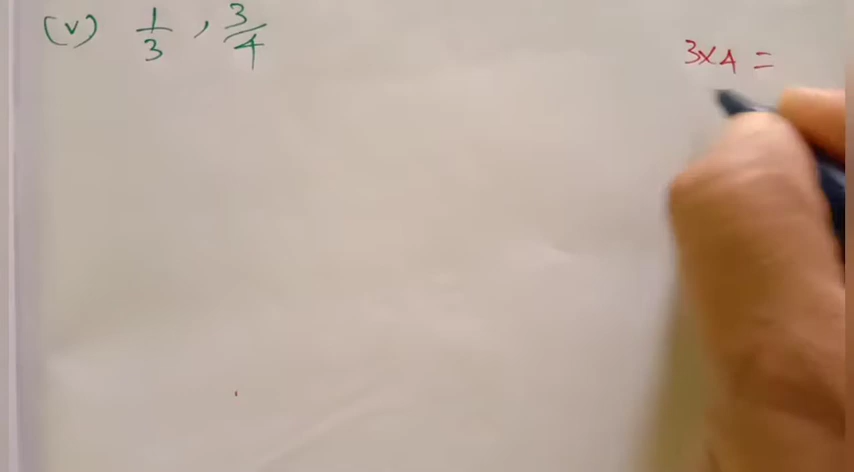 (v) 1/3 , 3/4
3×4 =